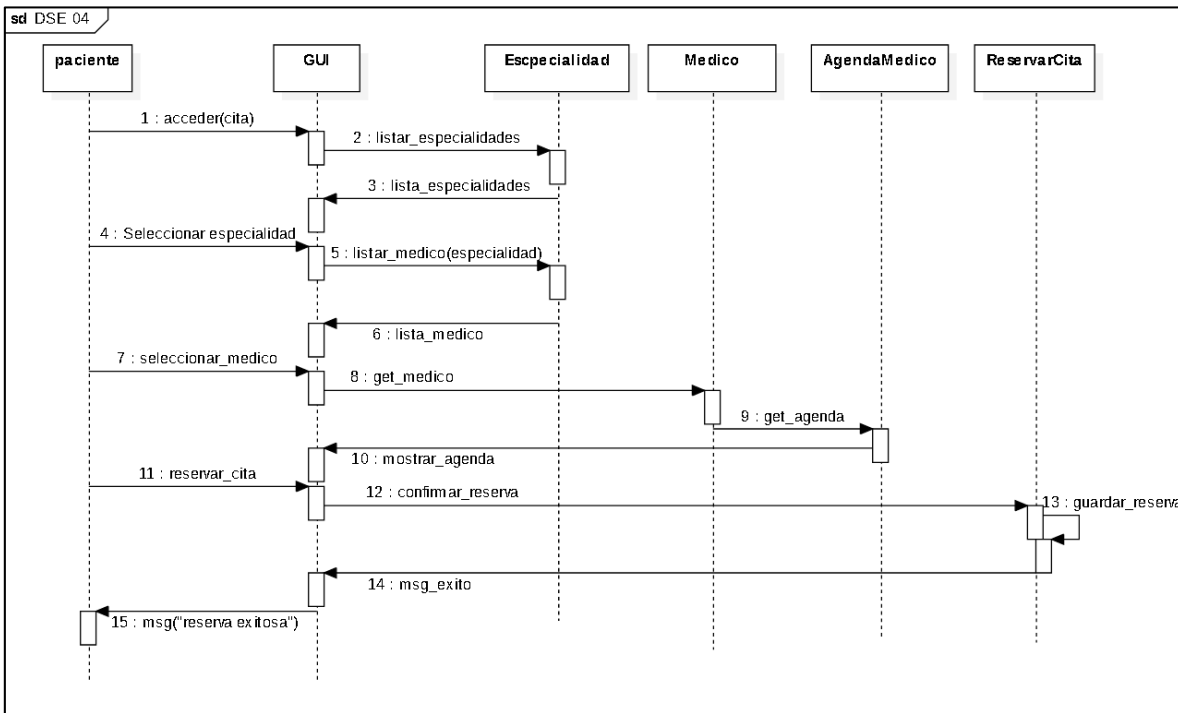 sd DSE 04
paciente
GUI
Escpecialidad
Medico
AgendaMedico
ReservarCita
1 : acceder(cita)
2 : listar_especialidades
3 : lista_especialidades
4 : Seleccionar especialidad
5 : listar_medico(especialidad)
6 : lista_medico
7 : seleccionar_medico
8 : get_medico
9 : get_agenda
10 : mostrar_agenda
11 : reservar_cita
12 : confirmar_reserva
13 : guardar_reserva
14 : msg_exito
15 : msg("reserva exitosa")